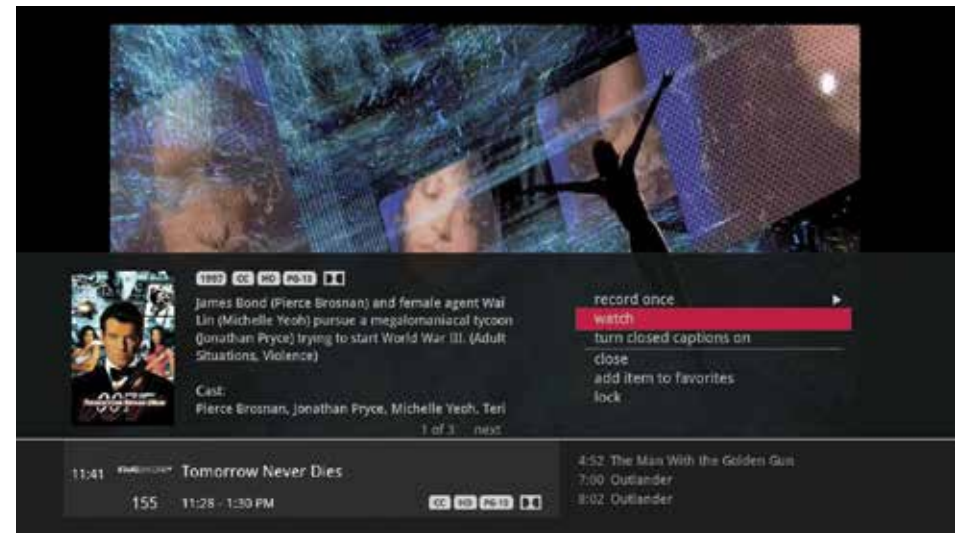 1997 CC HD PG-13
James Bond (Pierce Brosnan) and female agent Wai
Lin (Michelle Yeoh) pursue a megalomaniacal tycoon
(Jonathan Pryce) trying to start World War III. (Adult
Situations, Violence)
Cast:
Pierce Brosnan, Jonathan Pryce, Michelle Yeoh, Teri
1 of 3 next
record once
watch
turn closed captions on
close
add item to favorites
lock
007
Tomorrow Never Dies
11:41 Tomorrow Never Dies
155 11:28 - 1:30 PM CC HD PG-13
4:52 The Man With the Golden Gun
7:00 Outlander
8:02 Outlander